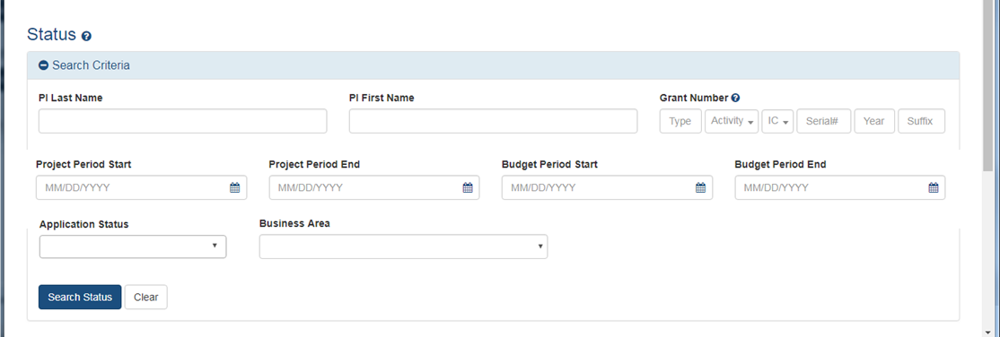 Status
Search Criteria
PI Last Name PI First Name Grant Number
Type Activity IC Serial# Year Suffix
Project Period Start Project Period End Budget Period Start Budget Period End
MM/DD/YYYY MM/DD/YYYY MM/DD/YYYY MM/DD/YYYY
Application Status Business Area
Search Status Clear